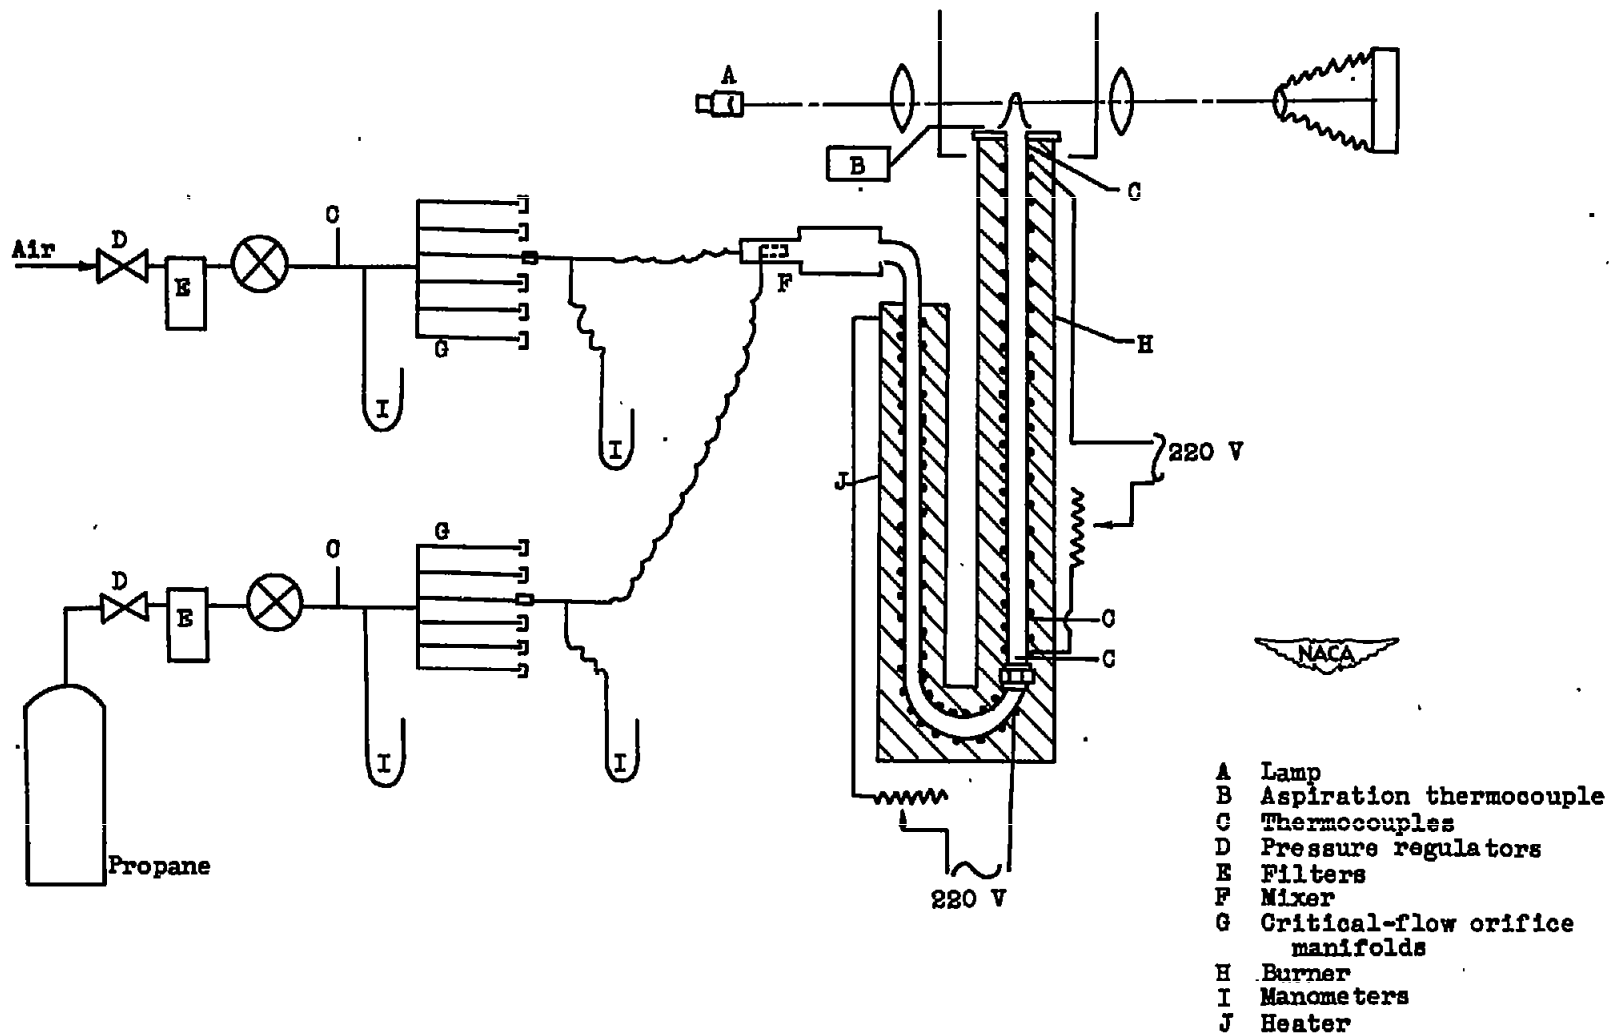 A
B
C
Air
D
E
C
G
I
I
F
H
J
220 V
G
C
D
E
C
C
I
I
Propane
220 V
NACA
A Lamp
B Aspiration thermocouple
C Thermocouples
D Pressure regulators
E Filters
F Mixer
G Critical-flow orifice
manifolds
H Burner
I Manometers
J Heater